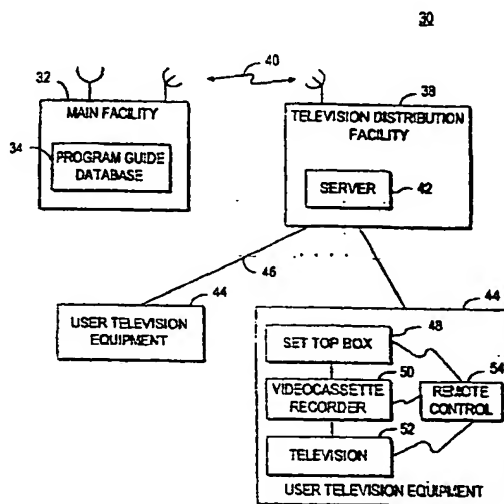 30
40
32
38
MAIN FACILITY
TELEVISION DISTRIBUTION
FACILITY
34
PROGRAM GUIDE
DATABASE
SERVER
42
46
44
44
USER TELEVISION
EQUIPMENT
48
SET TOP BOX
50
54
VIDEOCASSETTE
RECORDER
REMOTE
CONTROL
52
TELEVISION
USER TELEVISION EQUIPMENT